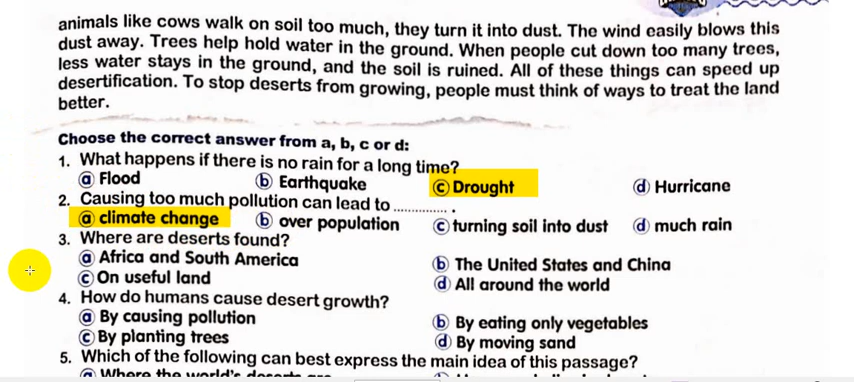 animals like cows walk on soil too much, they turn it into dust. The wind easily blows this
dust away. Trees help hold water in the ground. When people cut down too many trees,
less water stays in the ground, and the soil is ruined. All of these things can speed up
desertification. To stop deserts from growing, people must think of ways to treat the land
better.
Choose the correct answer from a, b, c or d:
1. What happens if there is no rain for a long time?
ⓐ Flood ⓑ Earthquake ⓒ Drought ⓓ Hurricane
2. Causing too much pollution can lead to .............. .
ⓐ climate change ⓑ over population ⓒ turning soil into dust ⓓ much rain
3. Where are deserts found?
ⓐ Africa and South America ⓑ The United States and China
ⓒ On useful land ⓓ All around the world
4. How do humans cause desert growth?
ⓐ By causing pollution ⓑ By eating only vegetables
ⓒ By planting trees ⓓ By moving sand
5. Which of the following can best express the main idea of this passage?
ⓐ Where the world's deserts are